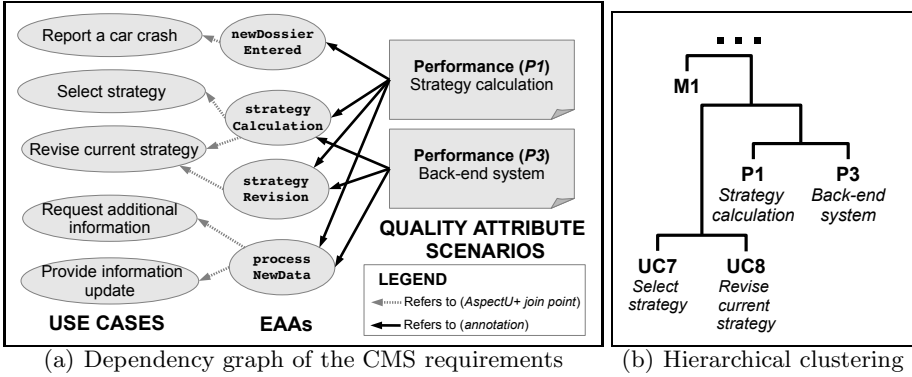 Report a car crash
Select strategy
Revise current strategy
Request additional
information
Provide information
update
USE CASES
newDossier
Entered
strategy
Calculation
strategy
Revision
process
NewData
EAAs
Performance (P1)
Strategy calculation
Performance (P3)
Back-end system
QUALITY ATTRIBUTE
SCENARIOS
LEGEND
Refers to (AspectU+ join point)
Refers to (annotation)
(a) Dependency graph of the CMS requirements
M1
P1
Strategy
calculation
P3
Back-end
system
UC7
Select
strategy
UC8
Revise
current
strategy
(b) Hierarchical clustering